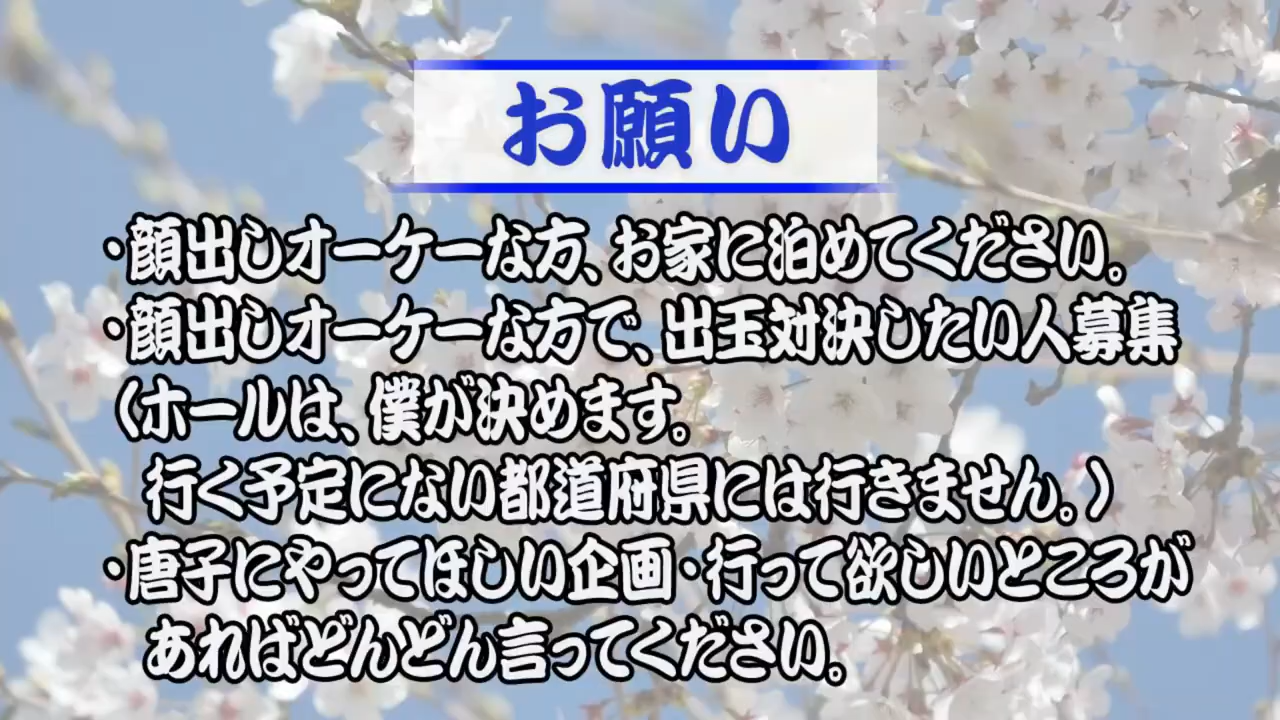 お願い
・顔出しオーケーな方、お家に泊めてください。
・顔出しオーケーな方で、出玉対決したい人募集
（ホールは、僕が決めます。
行く予定にない都道府県には行きません。）
・唐子にやってほしい企画・行って欲しいところが
あればどんどん言ってください。